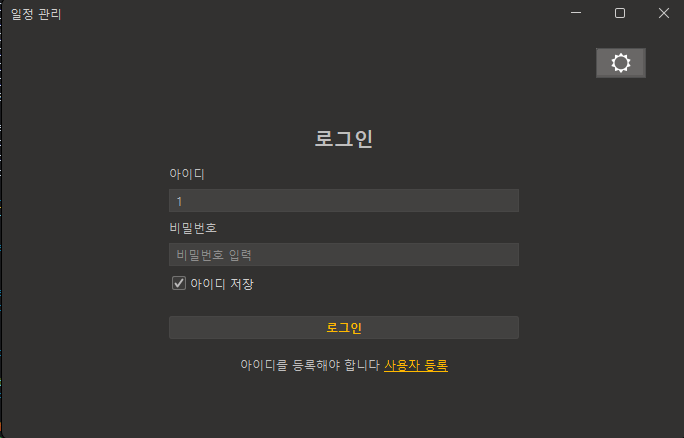 일정 관리
로그인
아이디
1
비밀번호
비밀번호 입력
아이디 저장
로그인
아이디를 등록해야 합니다 사용자 등록